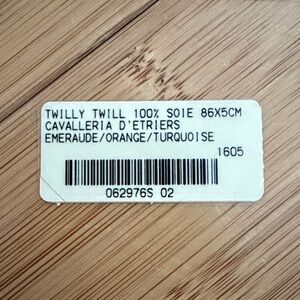 TWILLY TWILL 100% SOIE 86X5CM
CAVALLERIA D'ETRIERS
EMERAUDE/ORANGE/TURQUOISE
1605
062976S 02